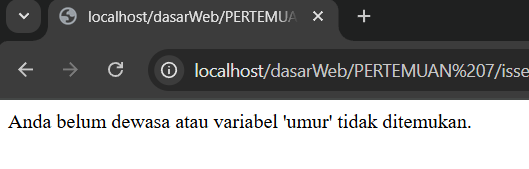 localhost/dasarWeb/PERTEMUA
localhost/dasarWeb/PERTEMUAN%207/isse
Anda belum dewasa atau variabel 'umur' tidak ditemukan.